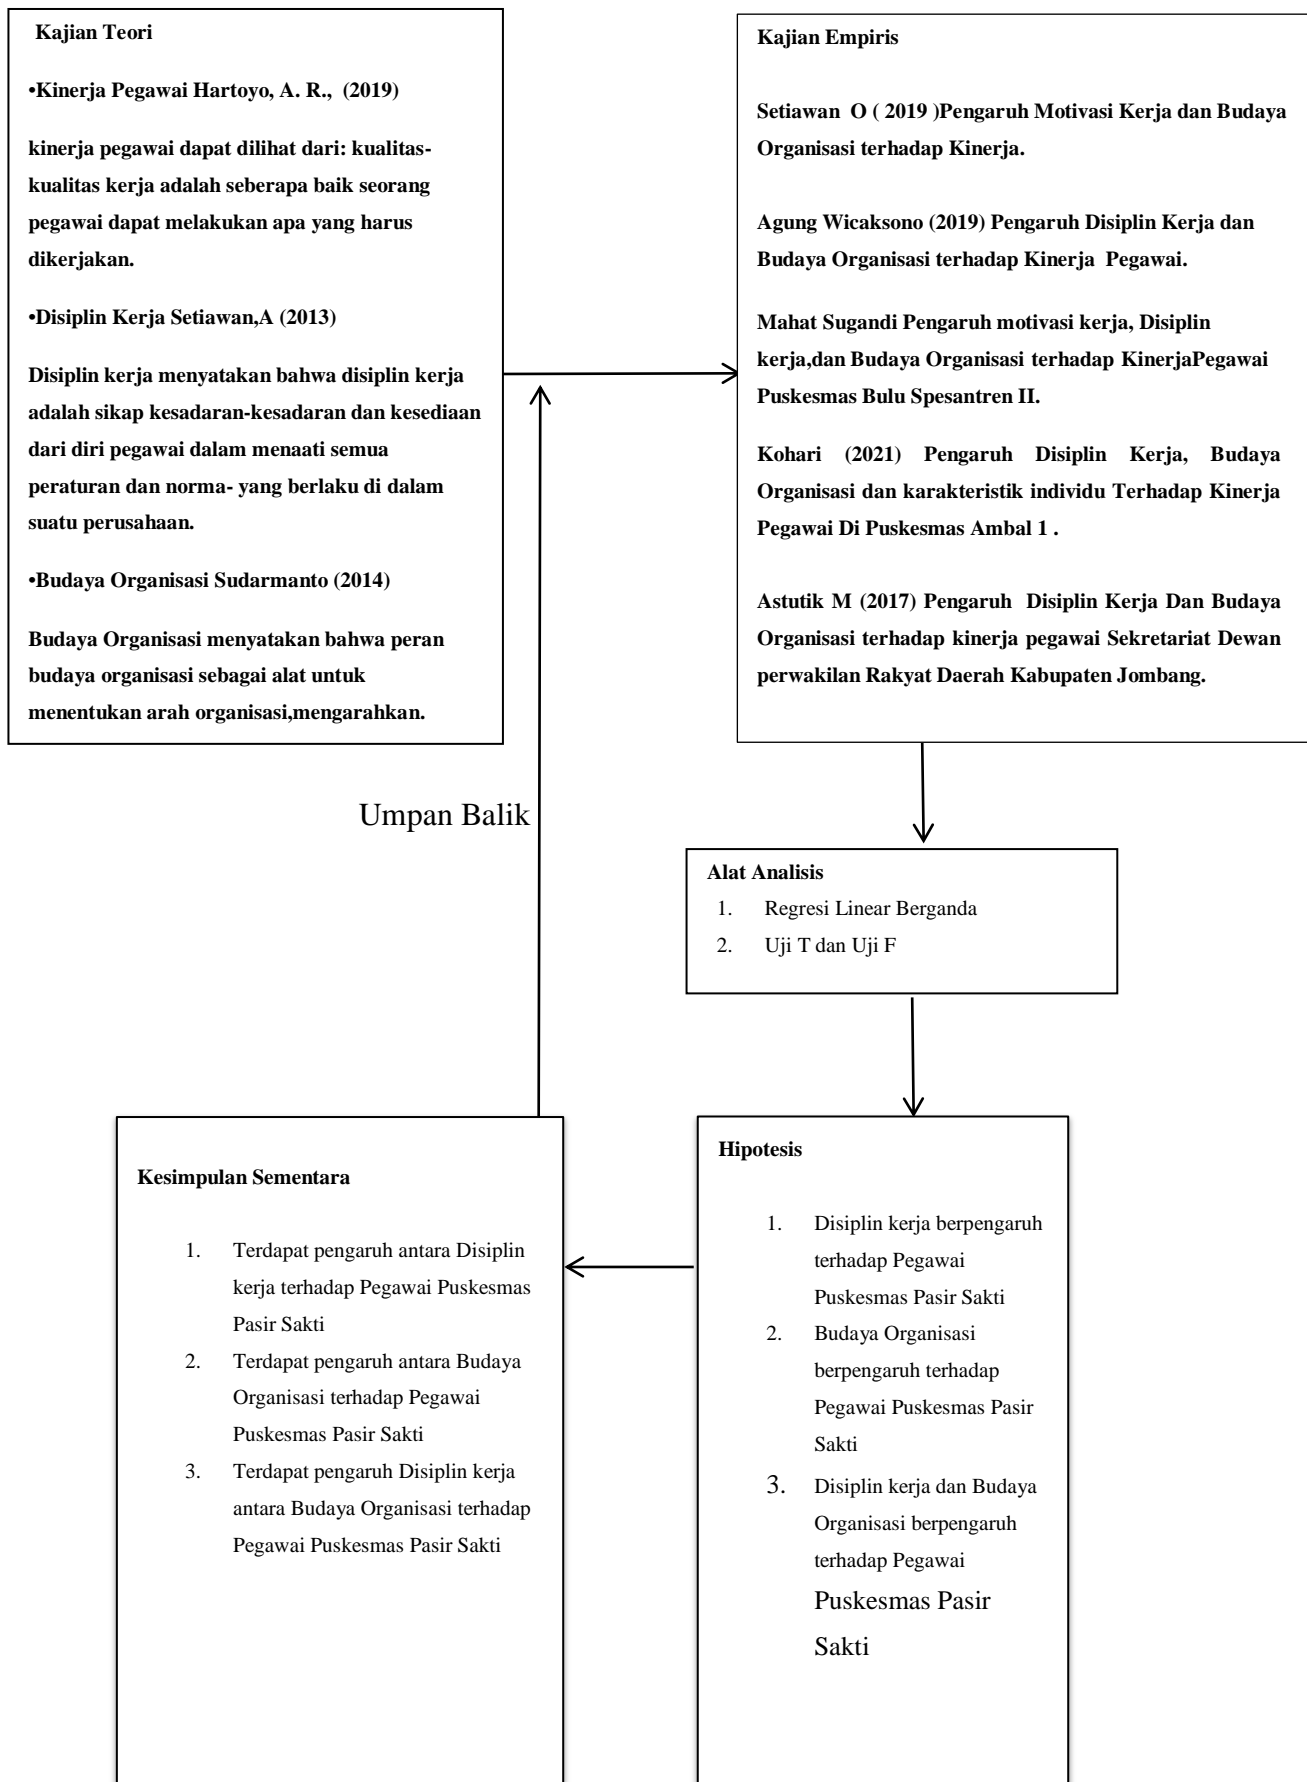 Kajian Teori
•Kinerja Pegawai Hartoyo, A. R., (2019)
kinerja pegawai dapat dilihat dari: kualitas-
kualitas kerja adalah seberapa baik seorang
pegawai dapat melakukan apa yang harus
dikerjakan.
•Disiplin Kerja Setiawan,A (2013)
Disiplin kerja menyatakan bahwa disiplin kerja
adalah sikap kesadaran-kesadaran dan kesediaan
dari diri pegawai dalam menaati semua
peraturan dan norma- yang berlaku di dalam
suatu perusahaan.
•Budaya Organisasi Sudarmanto (2014)
Budaya Organisasi menyatakan bahwa peran
budaya organisasi sebagai alat untuk
menentukan arah organisasi,mengarahkan.
Kajian Empiris
Setiawan O ( 2019 )Pengaruh Motivasi Kerja dan Budaya
Organisasi terhadap Kinerja.
Agung Wicaksono (2019) Pengaruh Disiplin Kerja dan
Budaya Organisasi terhadap Kinerja Pegawai.
Mahat Sugandi Pengaruh motivasi kerja, Disiplin
kerja,dan Budaya Organisasi terhadap KinerjaPegawai
Puskesmas Bulu Spesantren II.
Kohari (2021) Pengaruh Disiplin Kerja, Budaya
Organisasi dan karakteristik individu Terhadap Kinerja
Pegawai Di Puskesmas Ambal 1 .
Astutik M (2017) Pengaruh Disiplin Kerja Dan Budaya
Organisasi terhadap kinerja pegawai Sekretariat Dewan
perwakilan Rakyat Daerah Kabupaten Jombang.
Umpan Balik
Alat Analisis
1. Regresi Linear Berganda
2. Uji T dan Uji F
Hipotesis
1. Disiplin kerja berpengaruh
terhadap Pegawai
Puskesmas Pasir Sakti
2. Budaya Organisasi
berpengaruh terhadap
Pegawai Puskesmas Pasir
Sakti
3. Disiplin kerja dan Budaya
Organisasi berpengaruh
terhadap Pegawai
Puskesmas Pasir
Sakti
Kesimpulan Sementara
1. Terdapat pengaruh antara Disiplin
kerja terhadap Pegawai Puskesmas
Pasir Sakti
2. Terdapat pengaruh antara Budaya
Organisasi terhadap Pegawai
Puskesmas Pasir Sakti
3. Terdapat pengaruh Disiplin kerja
antara Budaya Organisasi terhadap
Pegawai Puskesmas Pasir Sakti